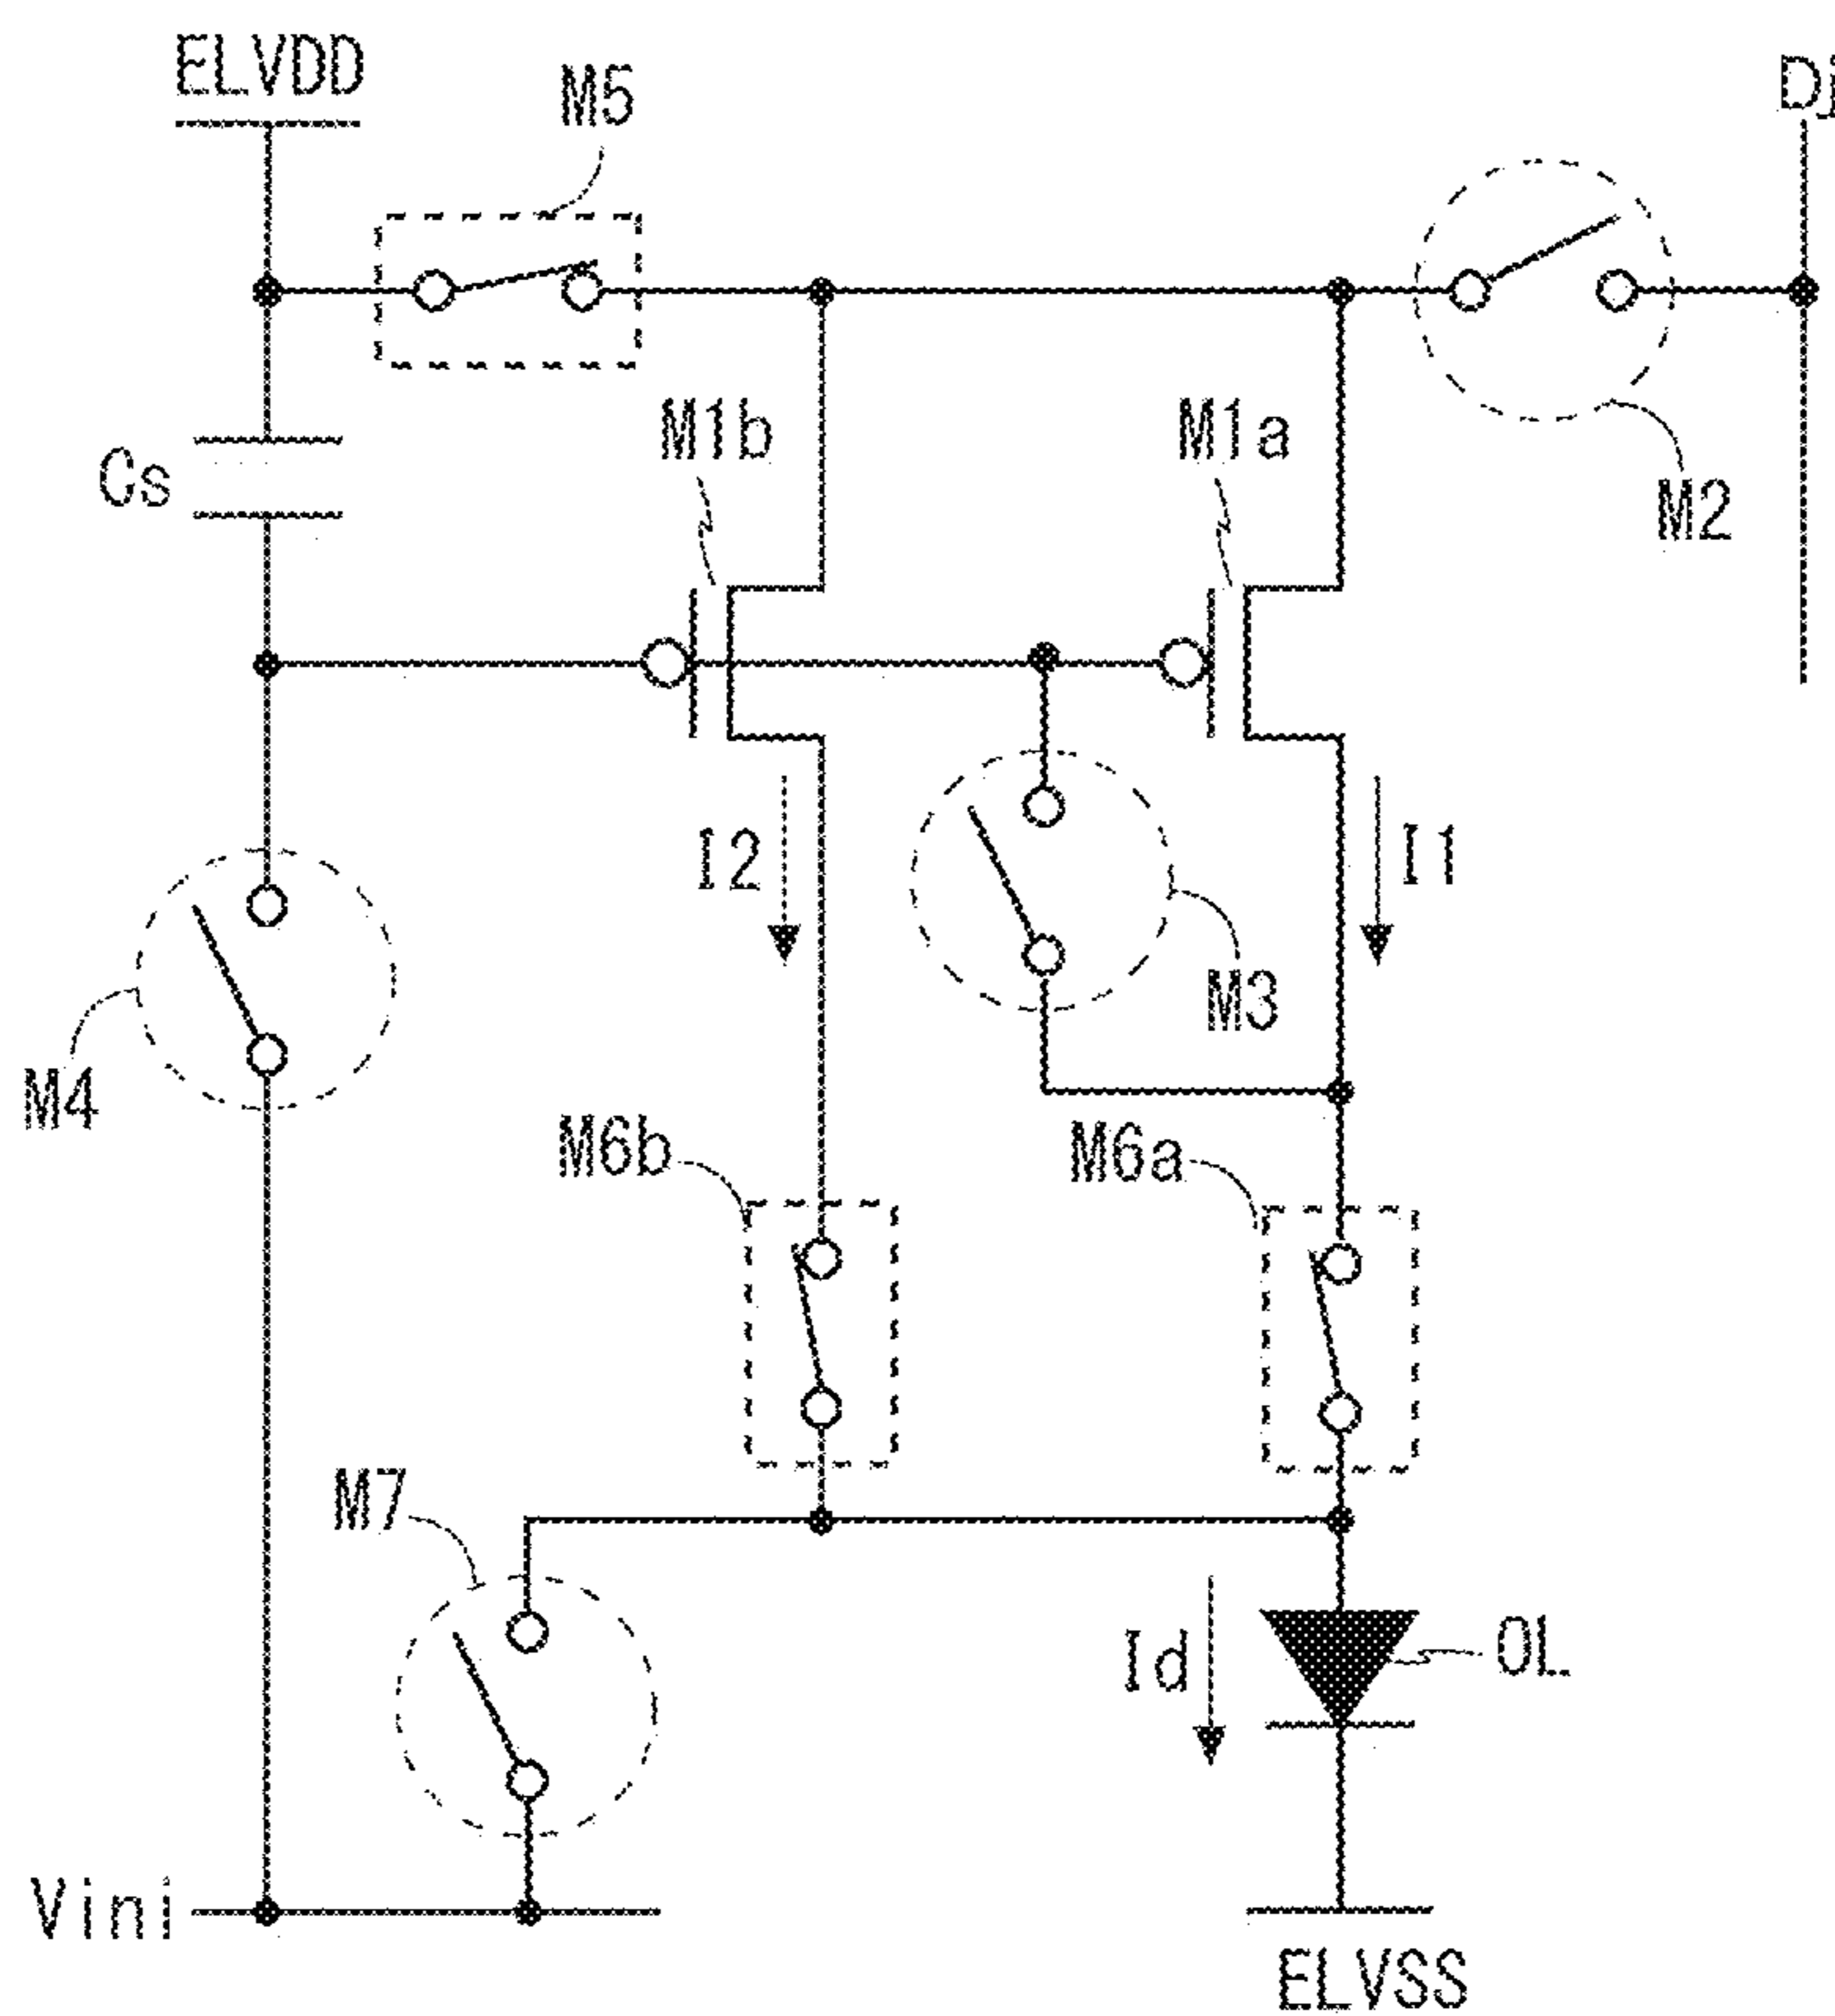 ELVDD
M5
Dj
M1b
M1a
Cs
M2
I2
I1
M3
M4
M6b
M6a
M7
Id
OL
Vini
ELVSS